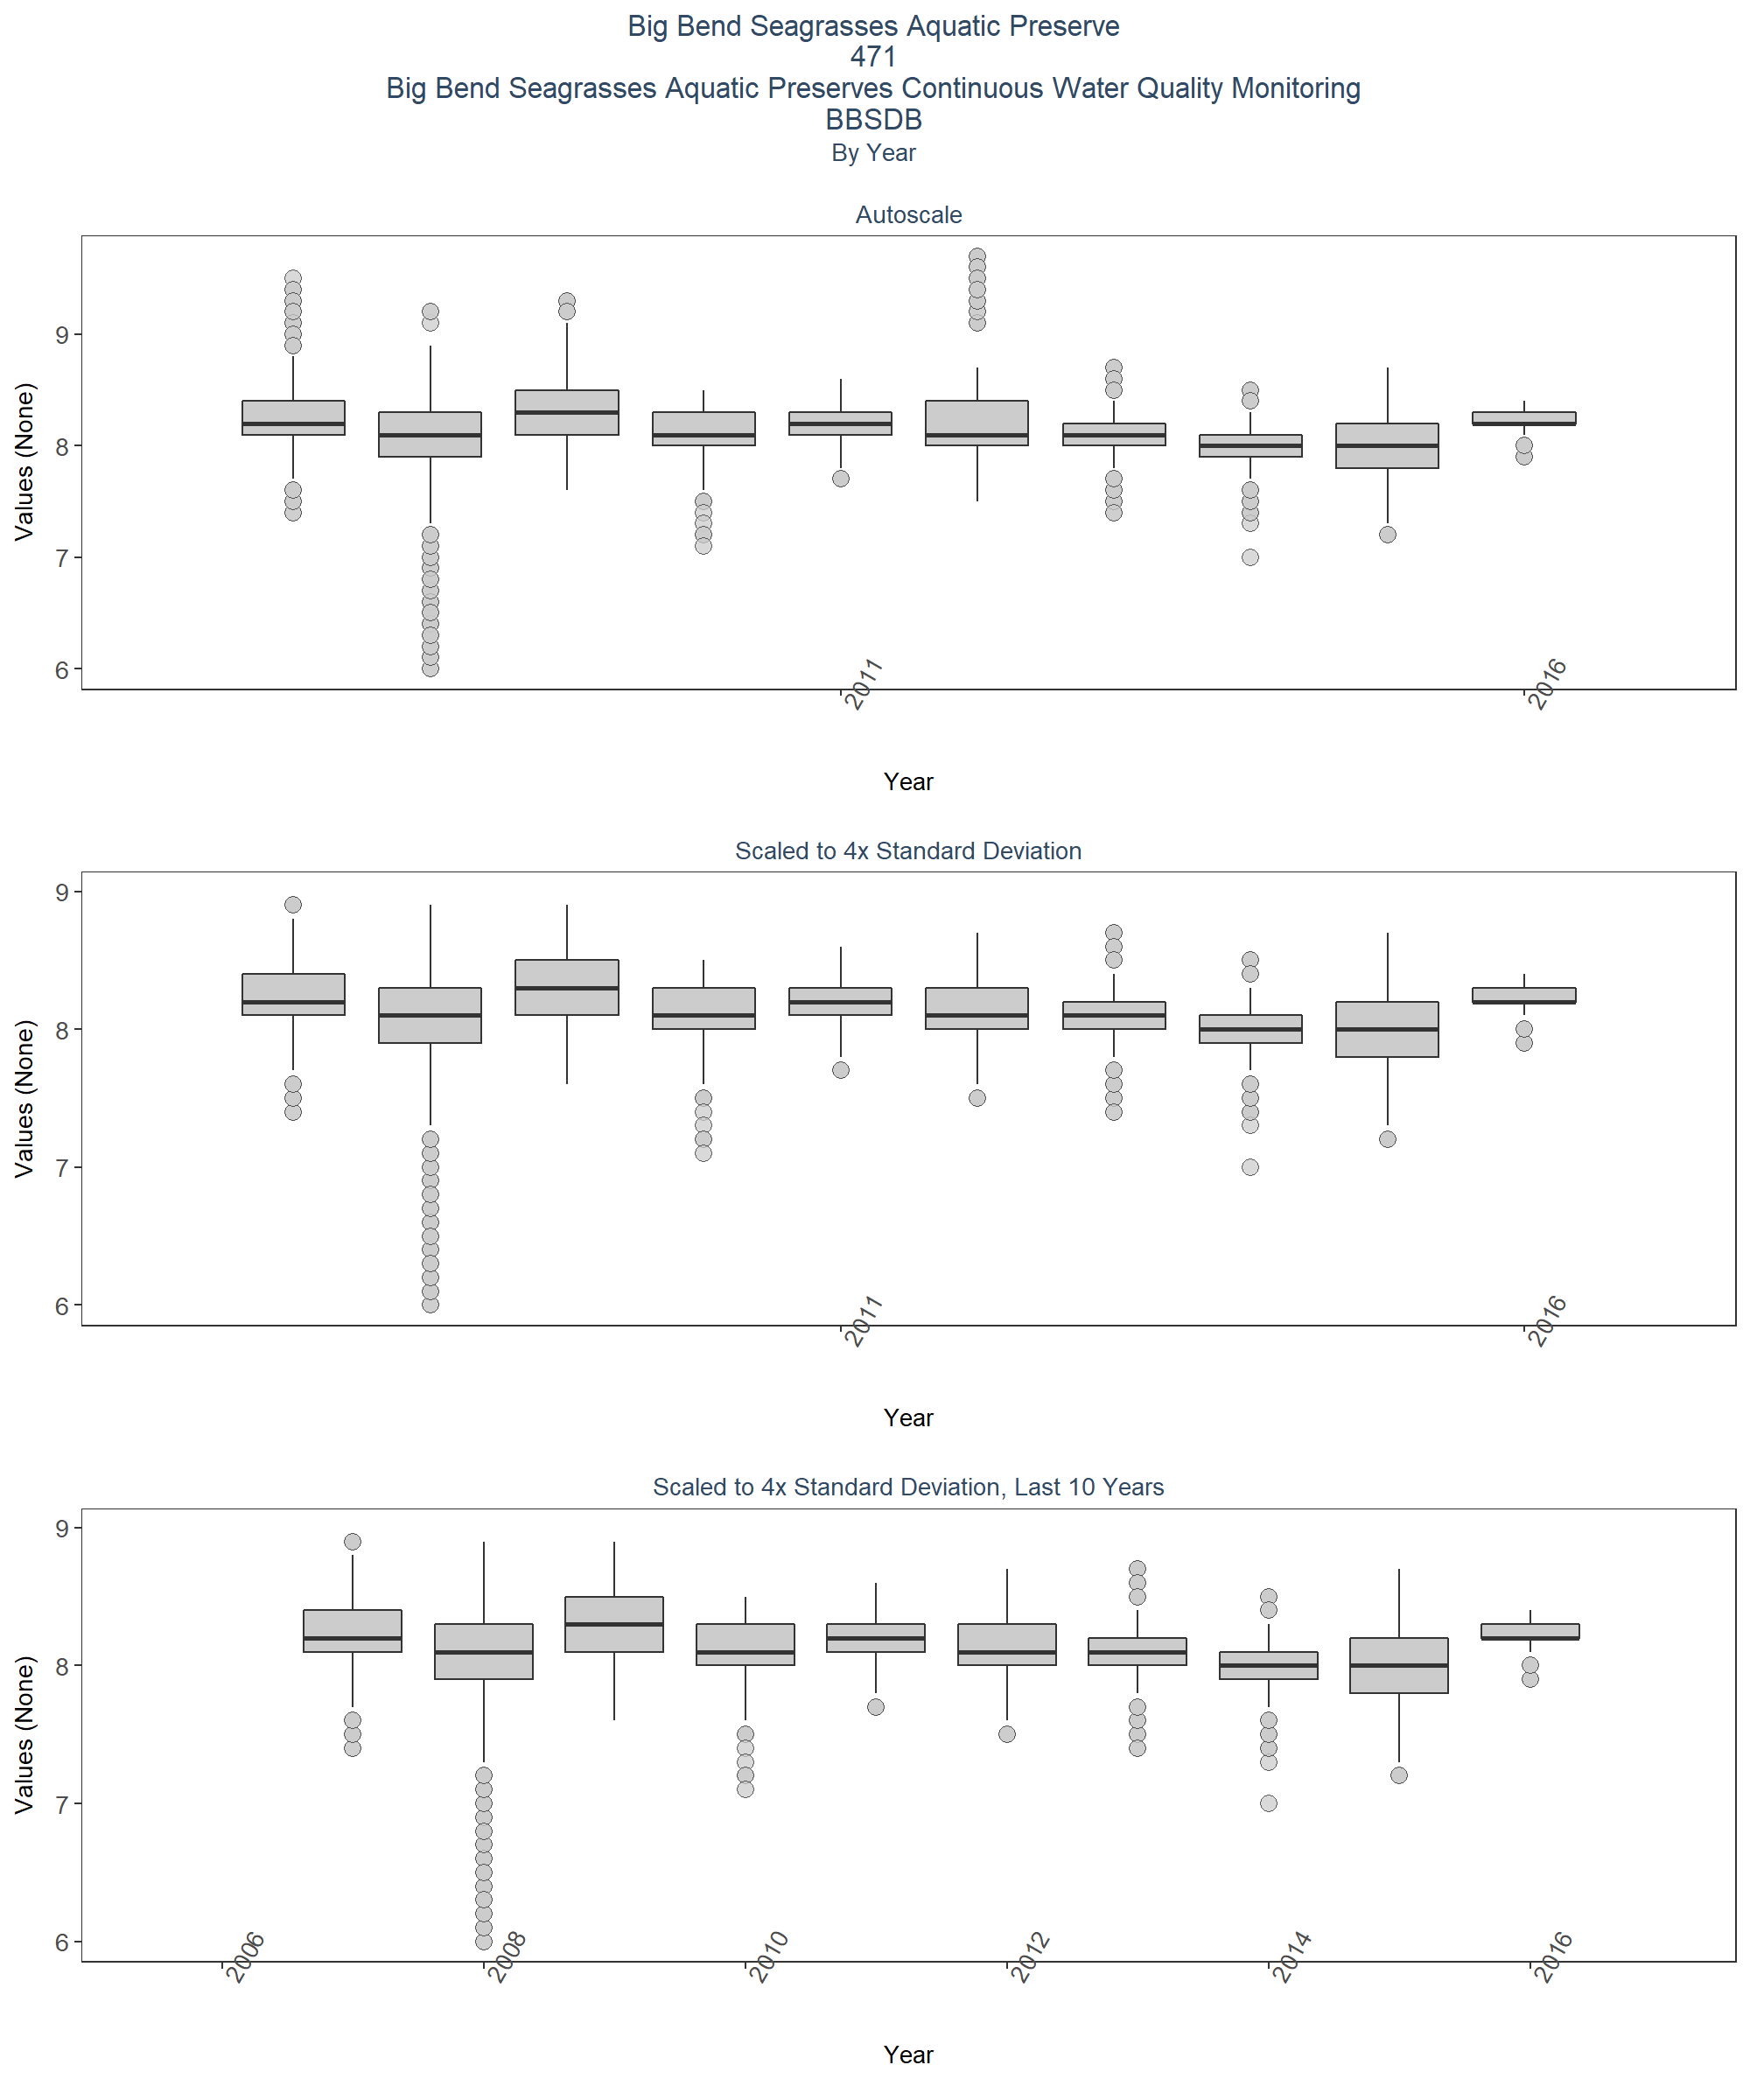 Big Bend Seagrasses Aquatic Preserve
471
Big Bend Seagrasses Aquatic Preserves Continuous Water Quality Monitoring
BBSDB
By Year
Autoscale
Values (None)
9
8
7
6
2011
2016
Year
Scaled to 4x Standard Deviation
Values (None)
9
8
7
6
2011
2016
Year
Scaled to 4x Standard Deviation, Last 10 Years
Values (None)
9
8
7
6
2006
2008
2010
2012
2014
2016
Year